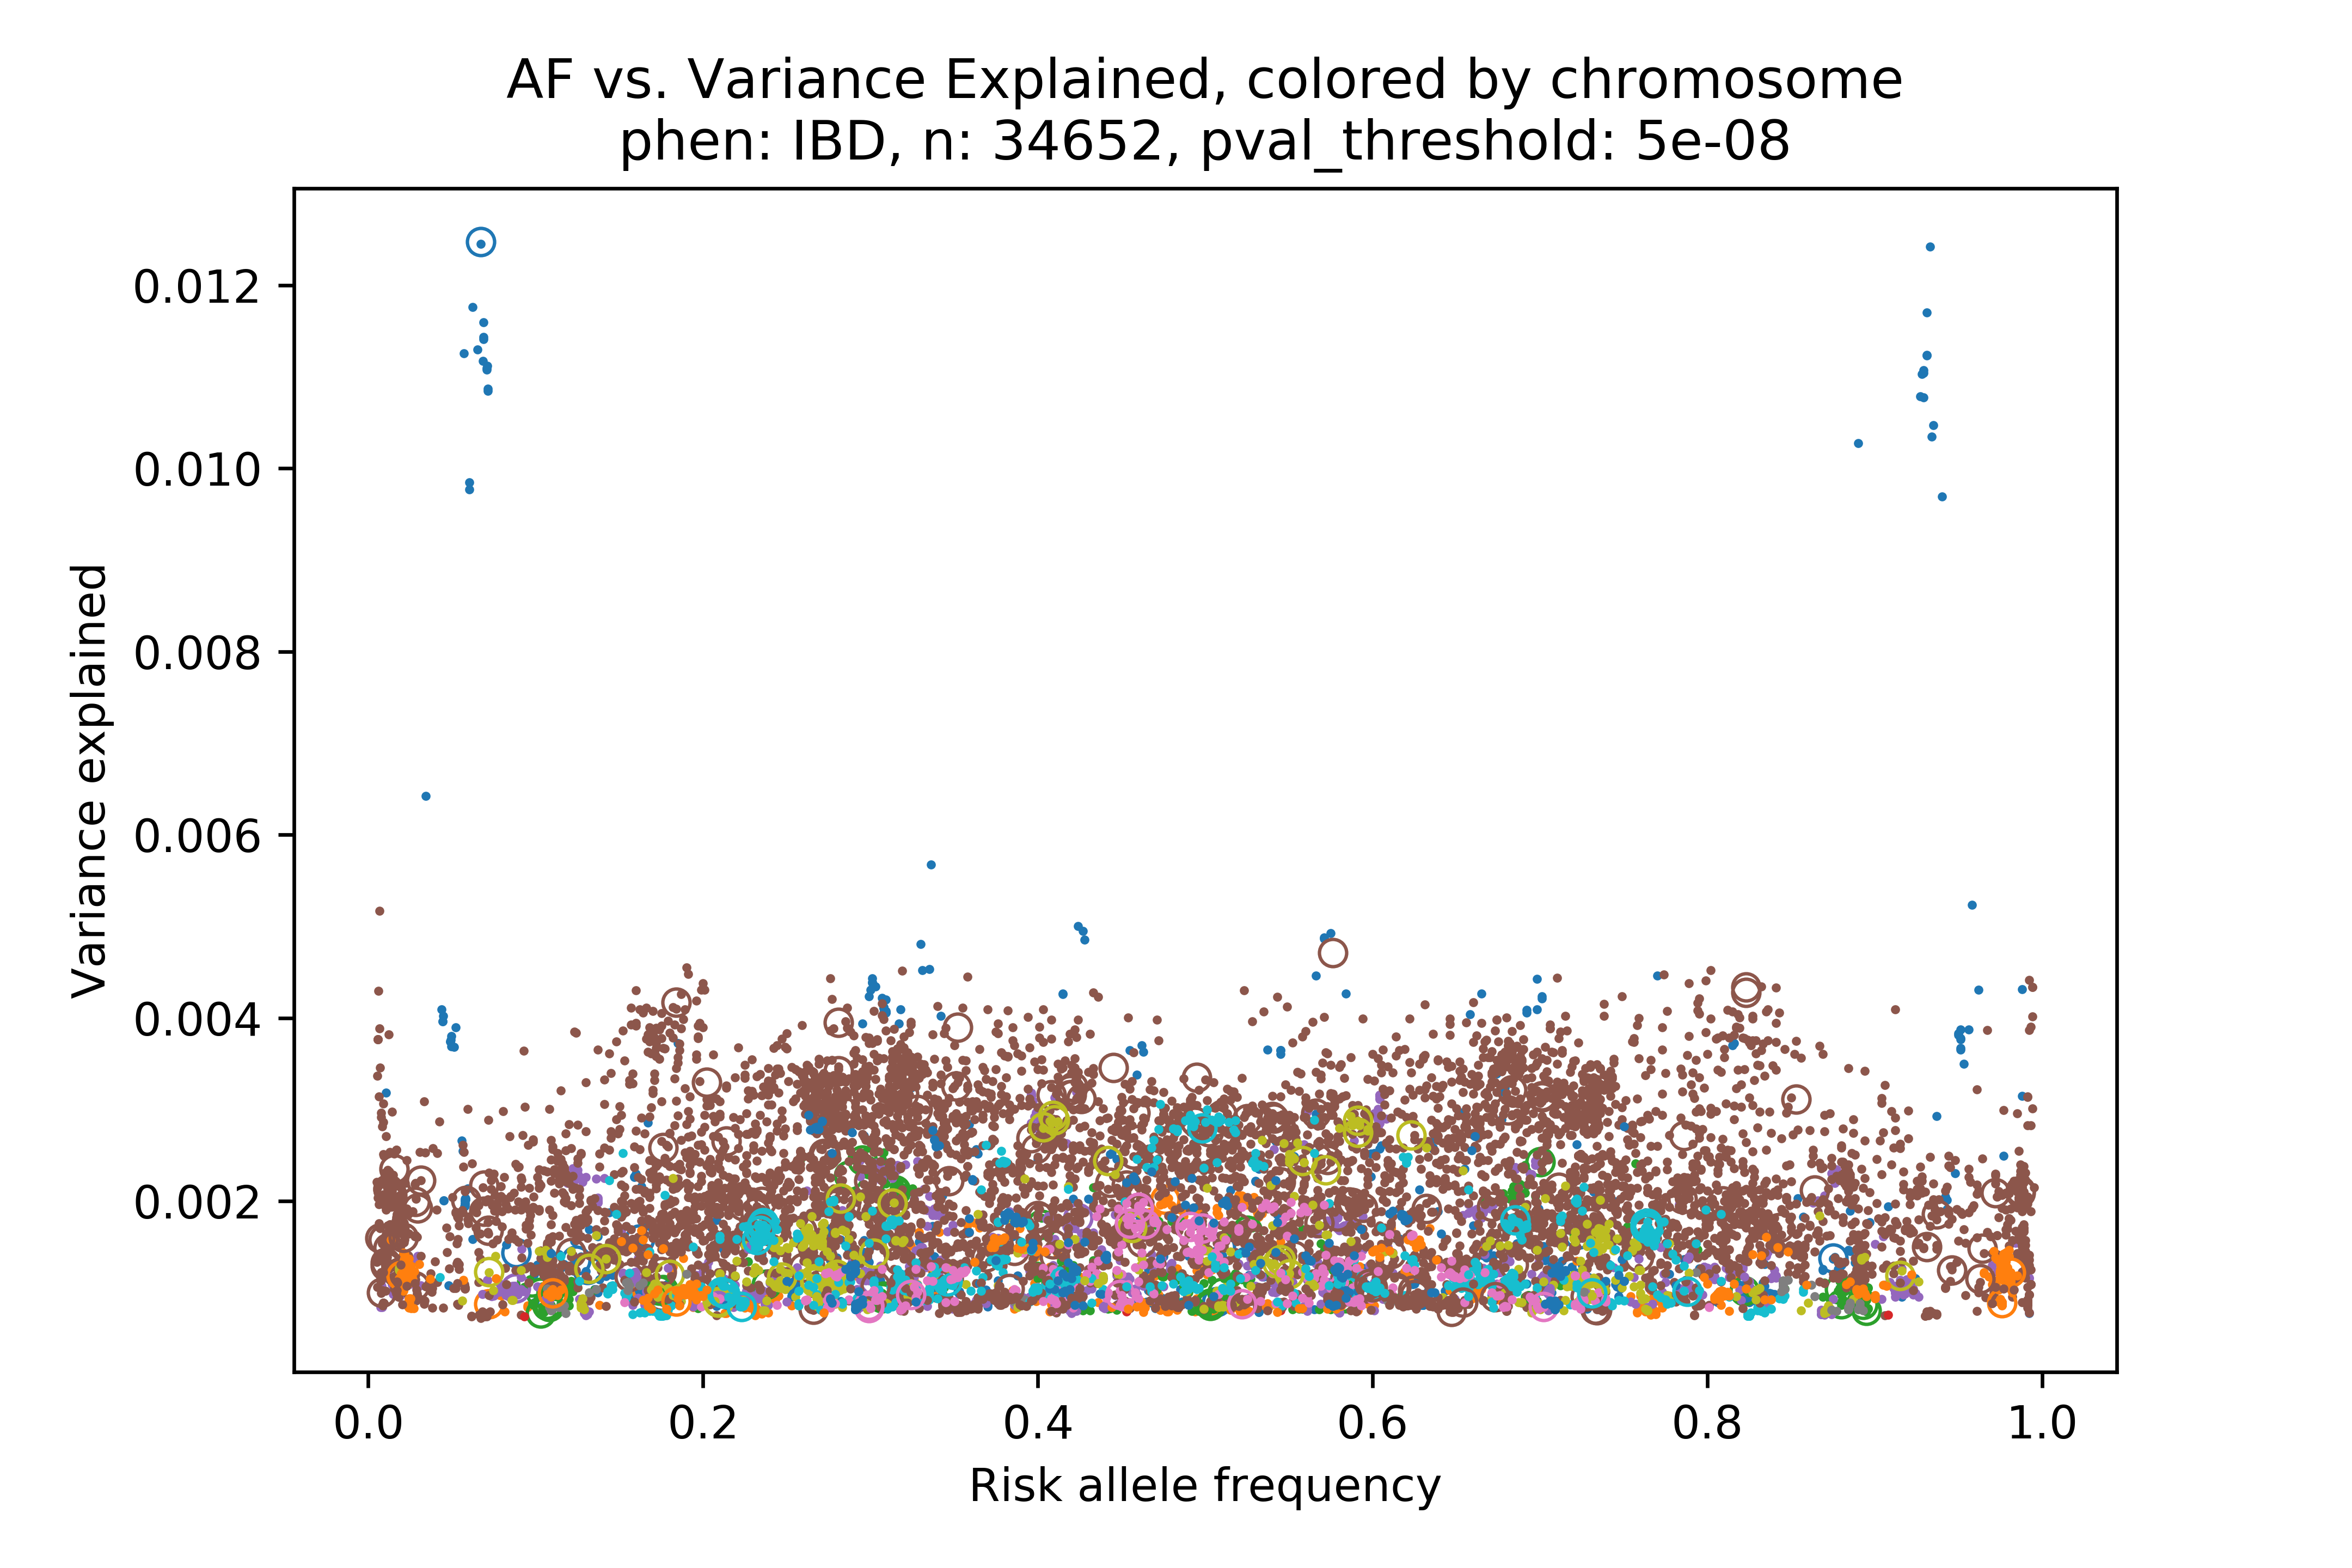 AF vs. Variance Explained, colored by chromosome
phen: IBD, n: 34652, pval_threshold: 5e-08
0.012
0.010
0.008
0.006
0.004
0.002
Variance explained
0.0 0.2 0.4 0.6 0.8 1.0
Risk allele frequency